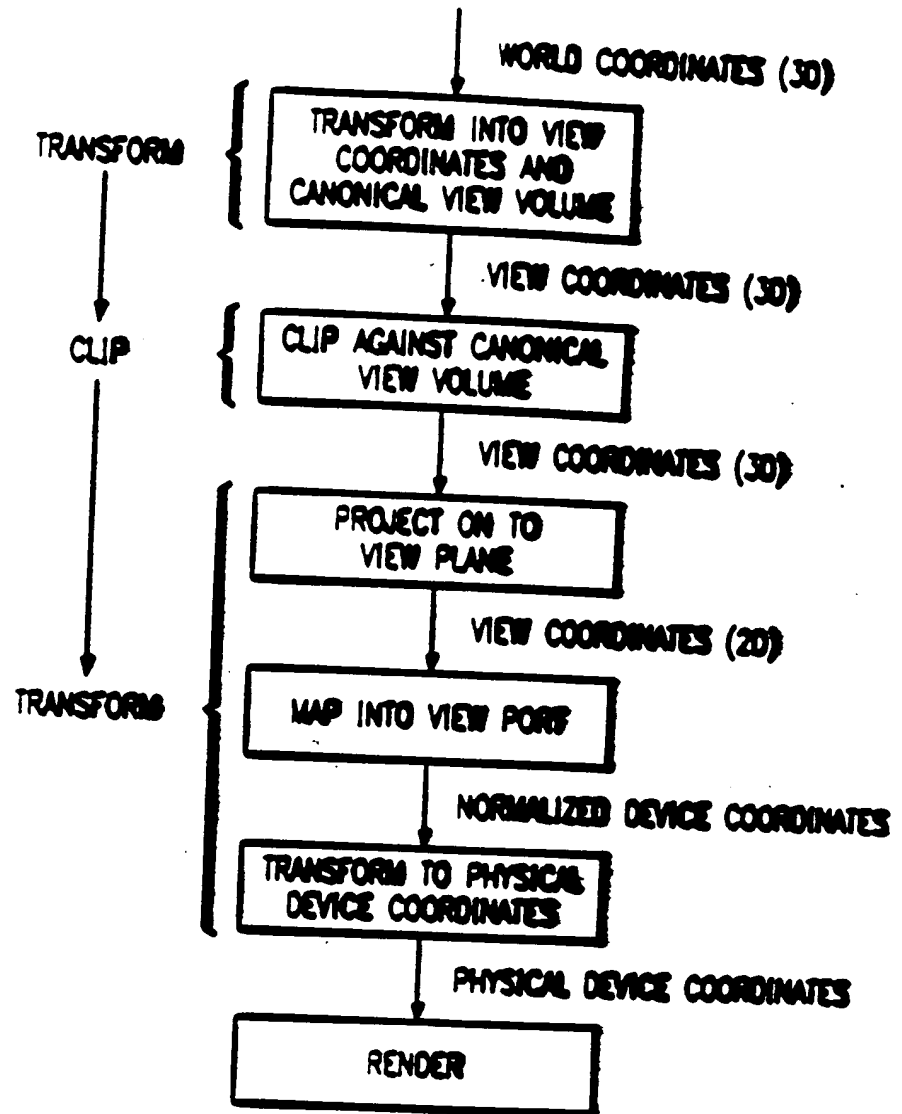 WORLD COORDINATES (3D)
TRANSFORM
TRANSFORM INTO VIEW
COORDINATES AND
CANONICAL VIEW VOLUME
VIEW COORDINATES (3D)
CLIP
CLIP AGAINST CANONICAL
VIEW VOLUME
VIEW COORDINATES (3D)
PROJECT ON TO
VIEW PLANE
VIEW COORDINATES (2D)
TRANSFORM
MAP INTO VIEW PORT
NORMALIZED DEVICE COORDINATES
TRANSFORM TO PHYSICAL
DEVICE COORDINATES
PHYSICAL DEVICE COORDINATES
RENDER